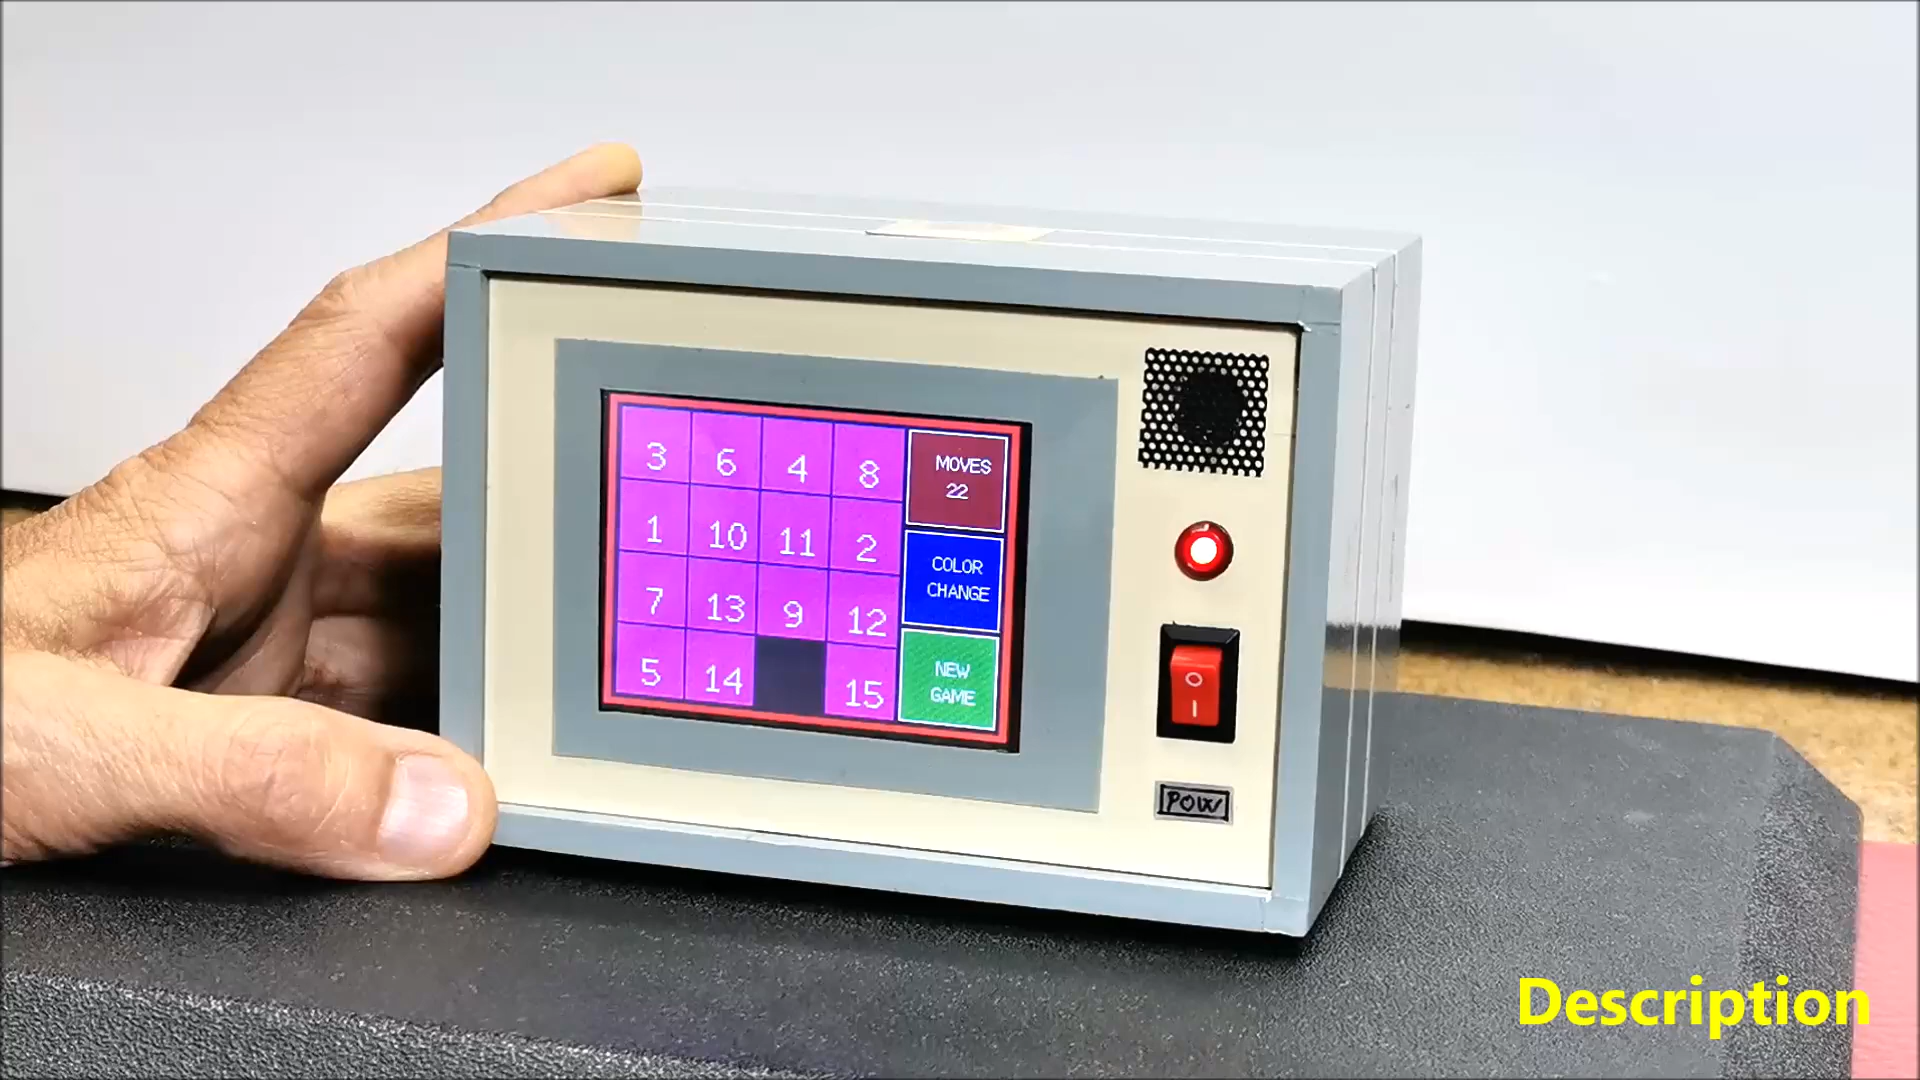 3 6 4 8
1 10 11 2
7 13 9 12
5 14 15
MOVES
22
COLOR
CHANGE
NEW
GAME
O
I
POW
Description